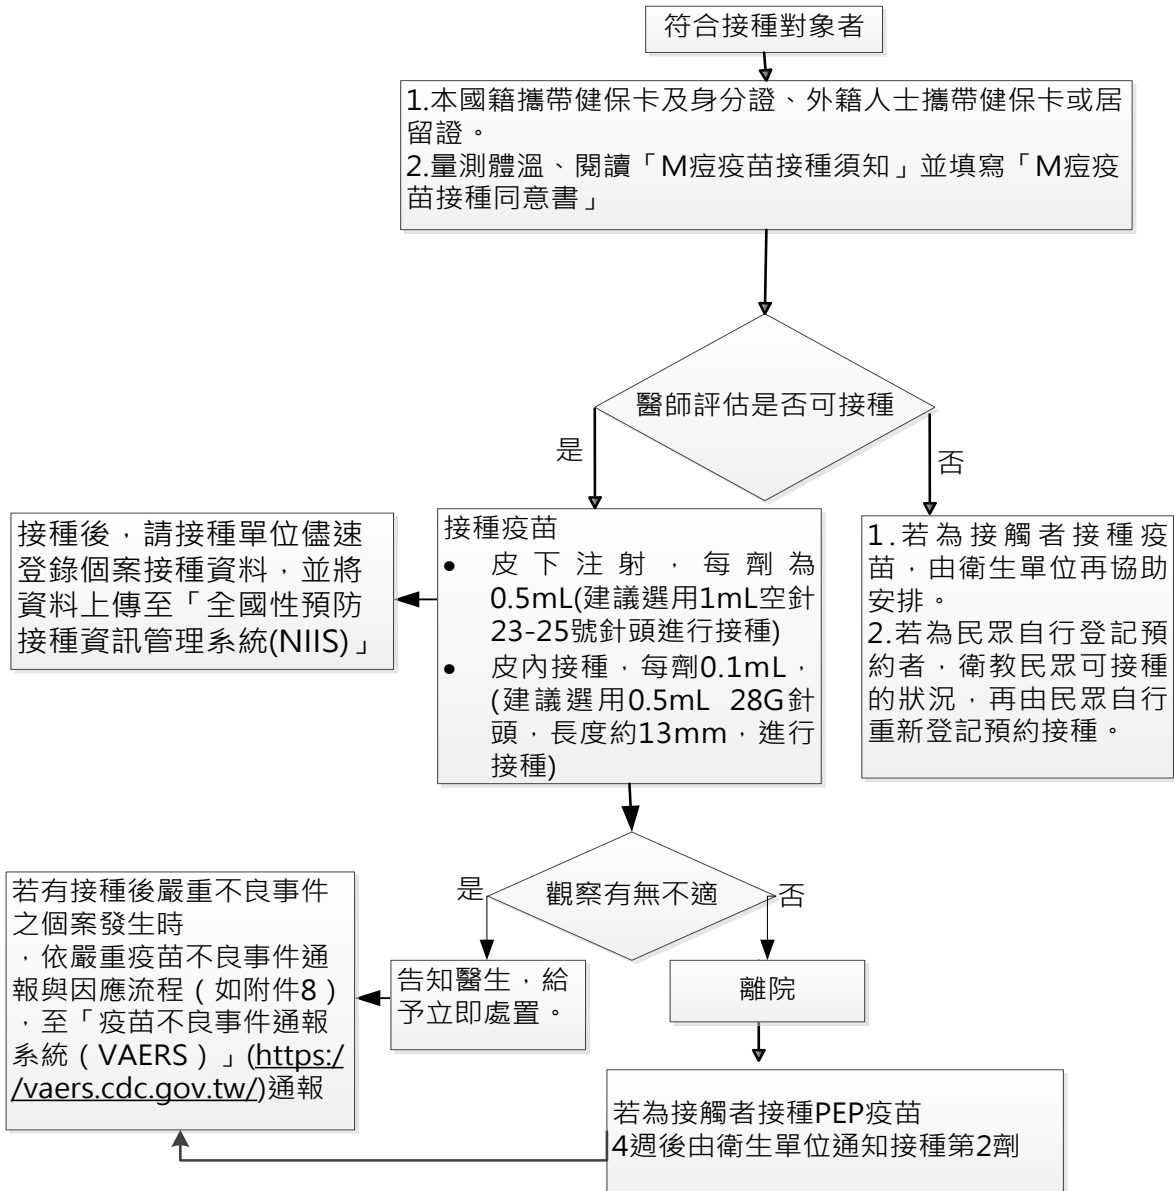 符合接種對象者
1.本國籍攜帶健保卡及身分證、外籍人士攜帶健保卡或居
留證。
2.量測體溫、閱讀「M痘疫苗接種須知」並填寫「M痘疫
苗接種同意書」
醫師評估是否可接種
是
否
接種後，請接種單位儘速
登錄個案接種資料，並將
資料上傳至「全國性預防
接種資訊管理系統(NIIS)」
接種疫苗
• 皮下注射，每劑為
0.5mL(建議選用1mL空針
23-25號針頭進行接種)
• 皮內接種，每劑0.1mL，
(建議選用0.5mL 28G針
頭，長度約13mm，進行
接種)
1.若為接觸者接種疫
苗，由衛生單位再協助
安排。
2.若為民眾自行登記預
約者，衛教民眾可接種
的狀況，再由民眾自行
重新登記預約接種。
觀察有無不適
是
否
若有接種後嚴重不良事件
之個案發生時
，依嚴重疫苗不良事件通
報與因應流程（如附件8）
，至「疫苗不良事件通報
系統（VAERS）」(https:/
/vaers.cdc.gov.tw/)通報
告知醫生，給
予立即處置。
離院
若為接觸者接種PEP疫苗
4週後由衛生單位通知接種第2劑